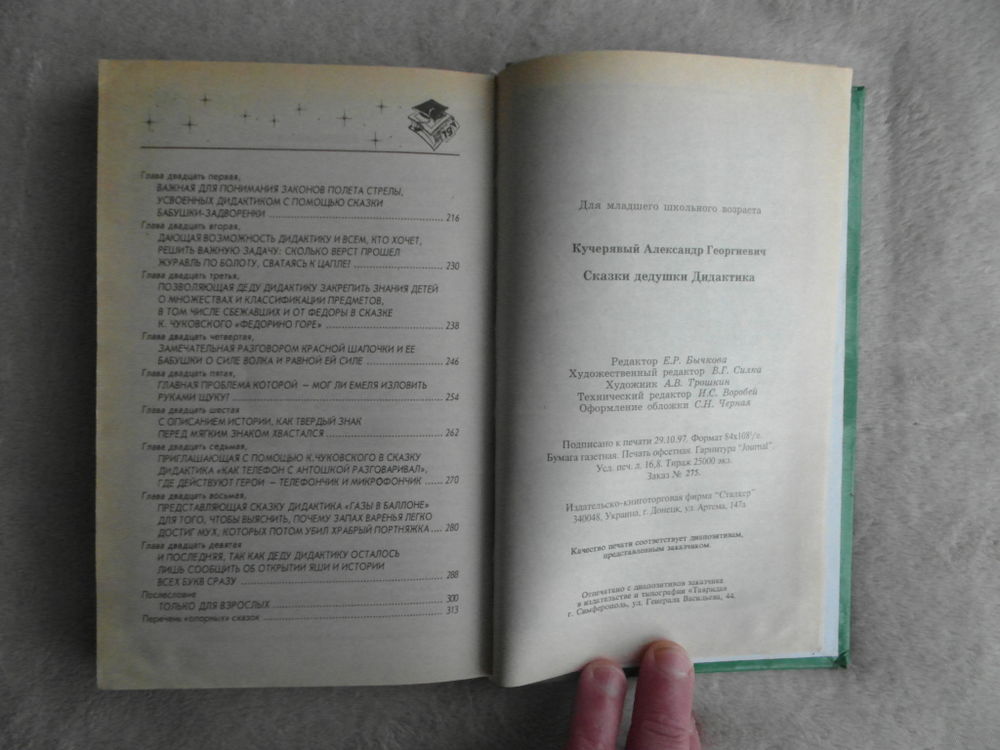 Глава двадцать первая,
ВАЖНАЯ ДЛЯ ПОНИМАНИЯ ЗАКОНОВ ПОЛЕТА СТРЕЛЫ,
УСВОЕННЫХ ДИДАКТИКОМ С ПОМОЩЬЮ СКАЗКИ
БАБУШКИ-ЗАДВОРЕНКИ ........ 216
Глава двадцать вторая,
ДАЮЩАЯ ВОЗМОЖНОСТЬ ДИДАКТИКУ И ВСЕМ, КТО ХОЧЕТ,
РЕШИТЬ ВАЖНУЮ ЗАДАЧУ: СКОЛЬКО ВЕРСТ ПРОШЕЛ
ЖУРАВЛЬ ПО БОЛОТУ, СВАТАЯСЬ К ЦАПЛЕ? ........ 230
Глава двадцать третья,
ПОЗВОЛЯЮЩАЯ ДЕДУ ДИДАКТИКУ ЗАКРЕПИТЬ ЗНАНИЯ ДЕТЕЙ
О МНОЖЕСТВАХ И КЛАССИФИКАЦИИ ПРЕДМЕТОВ,
В ТОМ ЧИСЛЕ СБЕЖАВШИХ И ОТ ФЕДОРЫ В СКАЗКЕ
К. ЧУКОВСКОГО «ФЕДОРИНО ГОРЕ» ........ 238
Глава двадцать четвертая,
ЗАМЕЧАТЕЛЬНАЯ РАЗГОВОРОМ КРАСНОЙ ШАПОЧКИ И ЕЕ
БАБУШКИ О СИЛЕ ВОЛКА И РАВНОЙ ЕЙ СИЛЕ ........ 246
Глава двадцать пятая,
ГЛАВНАЯ ПРОБЛЕМА КОТОРОЙ — МОГ ЛИ ЕМЕЛЯ ИЗЛОВИТЬ
РУКАМИ ЩУКУ? ........ 254
Глава двадцать шестая
С ОПИСАНИЕМ ИСТОРИИ, КАК ТВЕРДЫЙ ЗНАК
ПЕРЕД МЯГКИМ ЗНАКОМ ХВАСТАЛСЯ ........ 262
Глава двадцать седьмая,
ПРИГЛАШАЮЩАЯ С ПОМОЩЬЮ К.ЧУКОВСКОГО В СКАЗКУ
ДИДАКТИКА «КАК ТЕЛЕФОН С АНТОШКОЙ РАЗГОВАРИВАЛ»,
ГДЕ ДЕЙСТВУЮТ ГЕРОИ — ТЕЛЕФОНЧИК И МИКРОФОНЧИК ........ 270
Глава двадцать восьмая,
ПРЕДСТАВЛЯЮЩАЯ СКАЗКУ ДИДАКТИКА «ГАЗЫ В БАЛЛОНЕ»
ДЛЯ ТОГО, ЧТОБЫ ВЫЯСНИТЬ, ПОЧЕМУ ЗАПАХ ВАРЕНЬЯ ЛЕГКО
ДОСТИГ МУХ, КОТОРЫХ ПОТОМ УБИЛ ХРАБРЫЙ ПОРТНЯЖКА .... 280
Глава двадцать девятая
И ПОСЛЕДНЯЯ, ТАК КАК ДЕДУ ДИДАКТИКУ ОСТАЛОСЬ
ЛИШЬ СООБЩИТЬ ОБ ОТКРЫТИИ ЯШИ И ИСТОРИИ
ВСЕХ БУКВ СРАЗУ ........ 288
Послесловие
ТОЛЬКО ДЛЯ ВЗРОСЛЫХ ........ 300
Перечень «опорных» сказок ........ 313
Для младшего школьного возраста
Кучерявый Александр Георгиевич
Сказки дедушки Дидактика
Редактор Е.Р. Бычкова
Художественный редактор В.Г. Силка
Художник А.В. Трошкин
Технический редактор И.С. Воробей
Оформление обложки С.Н. Черная
Подписано к печати 29.10.97. Формат 84х108
Бумага газетная. Печать офсетная. Гарнитура "Journal".
Усл. печ. л. 16,8. Тираж 25000 экз.
Заказ № 275.
Издательско-книготорговая фирма "Сталкер"
340048, Украина, г. Донецк, ул. Артема, 147а
Качество печати соответствует диапозитивам,
представленным заказчиком.
Отпечатано с диапозитивов заказчика
в издательстве и типографии «Таврида»
г. Симферополь, ул. Генерала Васильева, 44.